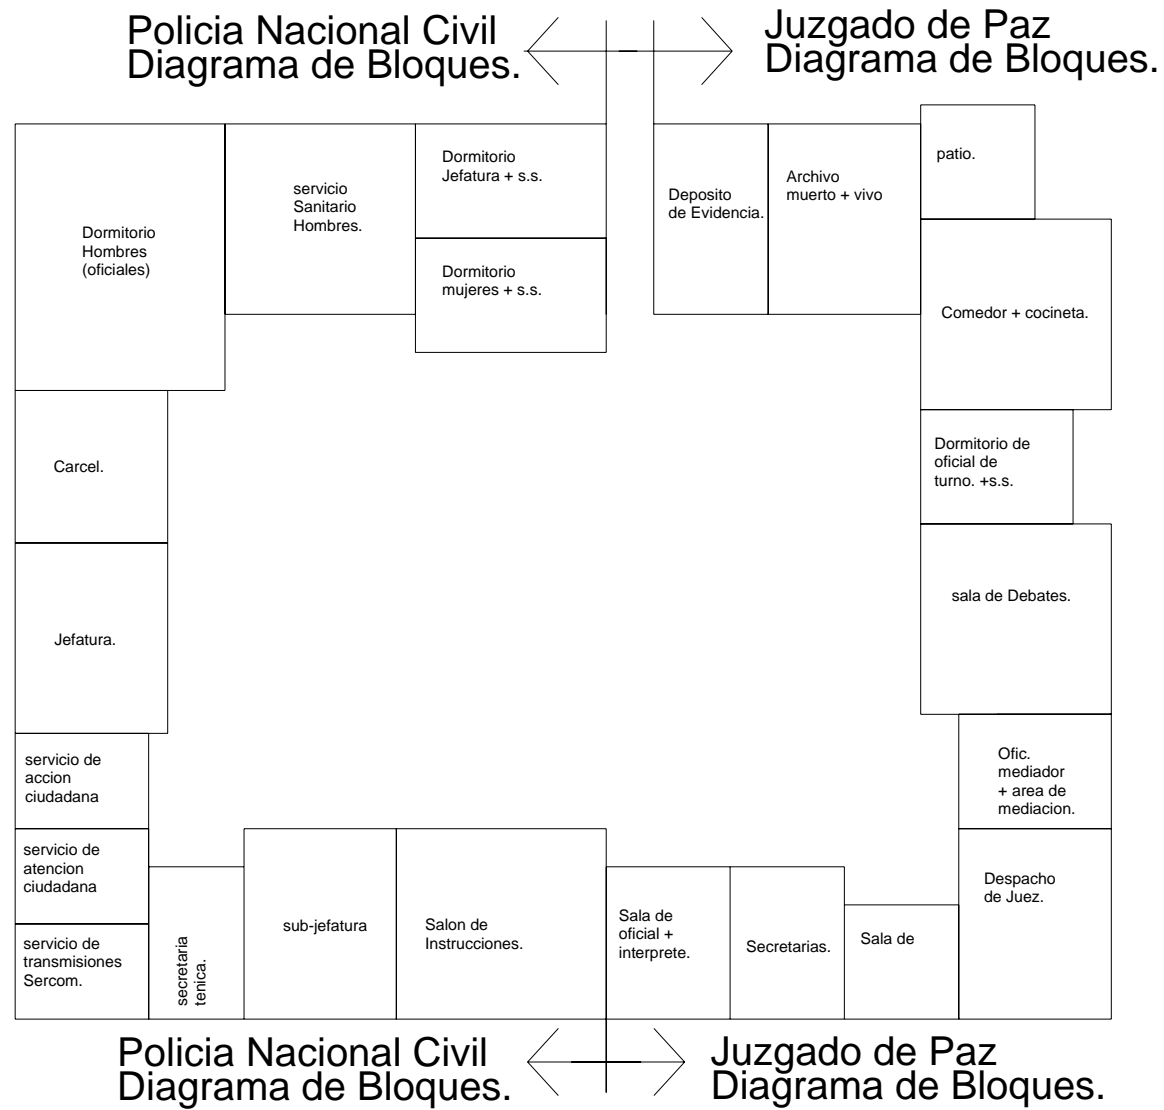 Policia Nacional Civil
Diagrama de Bloques.
Juzgado de Paz
Diagrama de Bloques.
Dormitorio
Hombres
(oficiales)
servicio
Sanitario
Hombres.
Dormitorio
Jefatura + s.s.
Dormitorio
mujeres + s.s.
Deposito
de Evidencia.
Archivo
muerto + vivo
patio.
Comedor + cocineta.
Carcel.
Dormitorio de
oficial de
turno. +s.s.
Jefatura.
sala de Debates.
servicio de
accion
ciudadana
Ofic.
mediador
+ area de
mediacion.
servicio de
atencion
ciudadana
servicio de
transmisiones
Sercom.
secretaria
tenica.
sub-jefatura
Salon de
Instrucciones.
Sala de
oficial +
interprete.
Secretarias.
Sala de
Despacho
de Juez.
Policia Nacional Civil
Diagrama de Bloques.
Juzgado de Paz
Diagrama de Bloques.